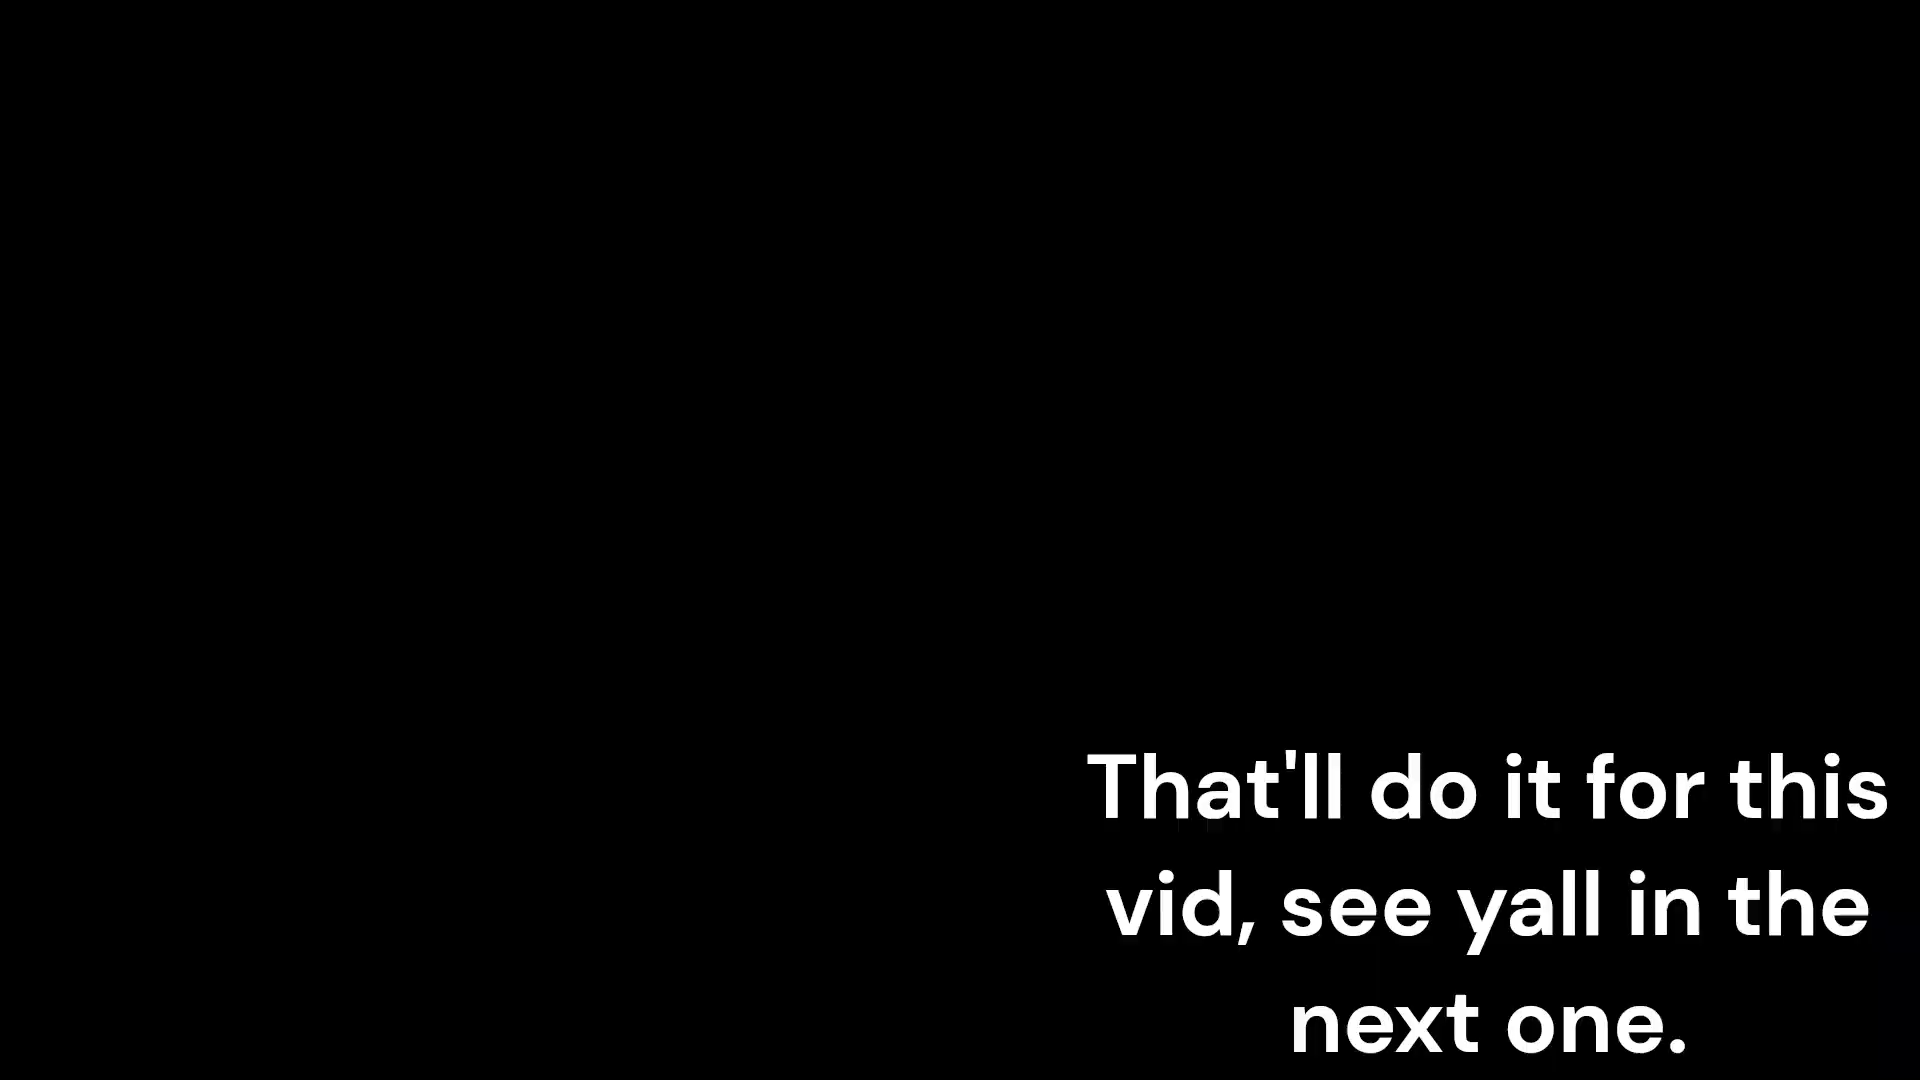 That'll do it for this
vid, see yall in the
next one.